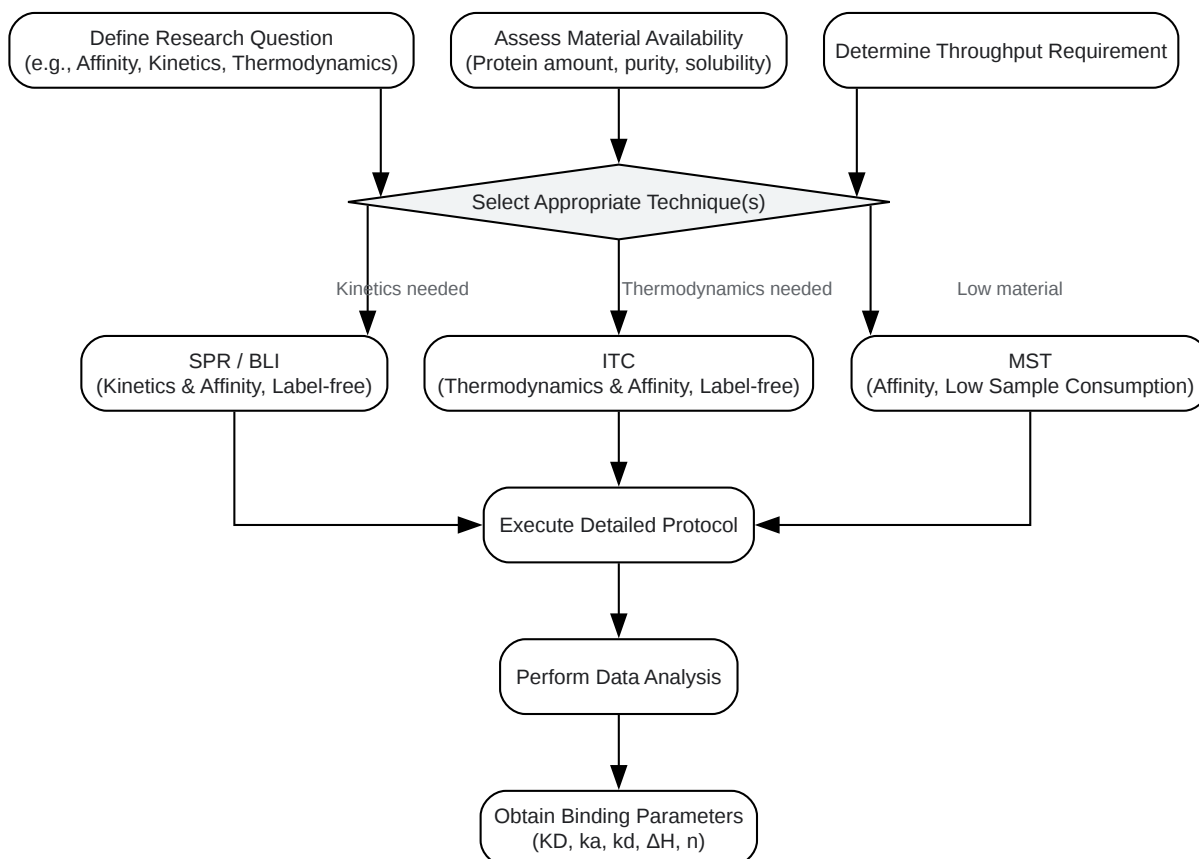 Define Research Question
(e.g., Affinity, Kinetics, Thermodynamics)
Assess Material Availability
(Protein amount, purity, solubility)
Determine Throughput Requirement
Select Appropriate Technique(s)
Kinetics needed
Thermodynamics needed
Low material
SPR / BLI
(Kinetics & Affinity, Label-free)
ITC
(Thermodynamics & Affinity, Label-free)
MST
(Affinity, Low Sample Consumption)
Execute Detailed Protocol
Perform Data Analysis
Obtain Binding Parameters
(KD, ka, kd, ΔH, n)